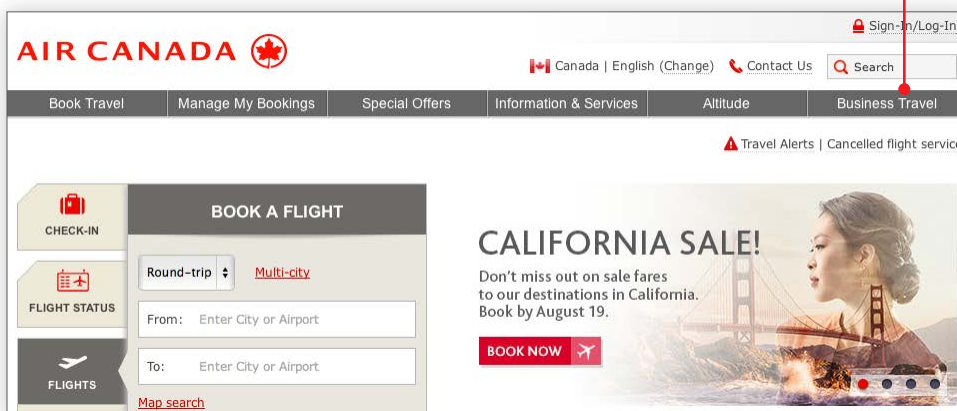 Sign-In/Log-In
AIR CANADA
Canada | English (Change) Contact Us Search
Book Travel Manage My Bookings Special Offers Information & Services Altitude Business Travel
Travel Alerts | Cancelled flight servic
CHECK-IN
FLIGHT STATUS
FLIGHTS
BOOK A FLIGHT
Round-trip Multi-city
From: Enter City or Airport
To: Enter City or Airport
Map search
CALIFORNIA SALE!
Don't miss out on sale fares
to our destinations in California.
Book by August 19.
BOOK NOW